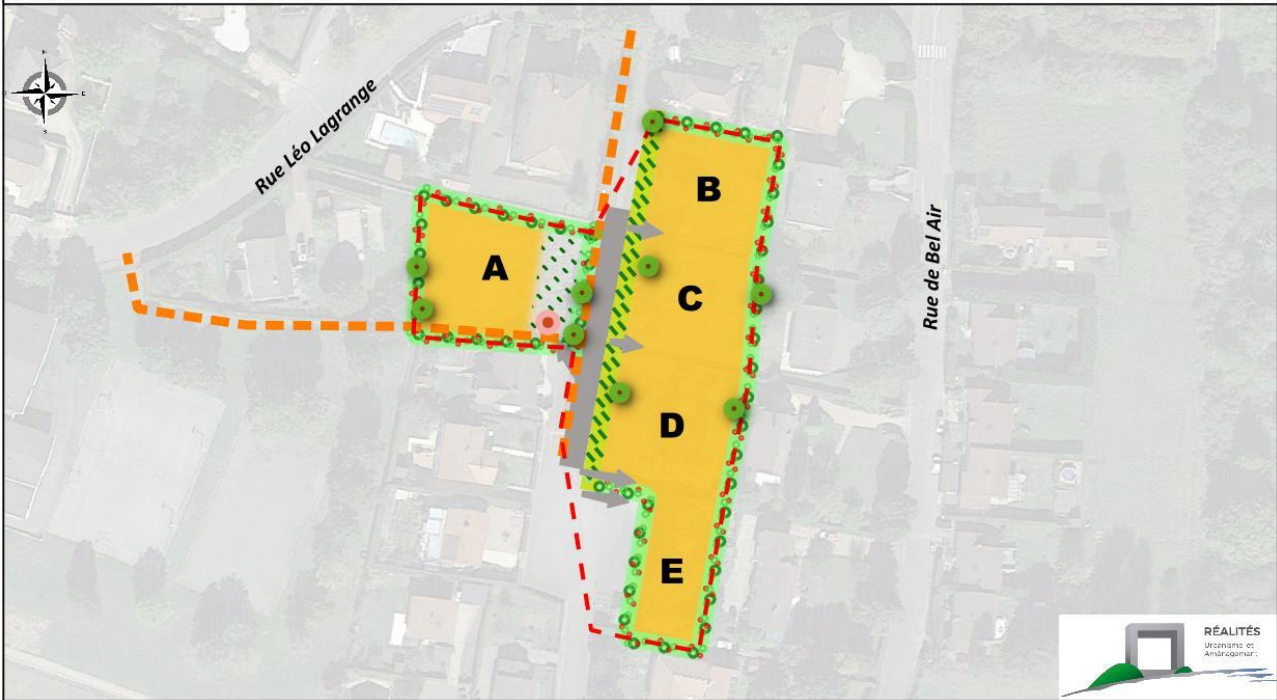 N
E
S
Rue Léo Lagrange
B
A
C
Rue de Bel Air
D
E
RÉALITÉS
Urbanisme et
Aménagement